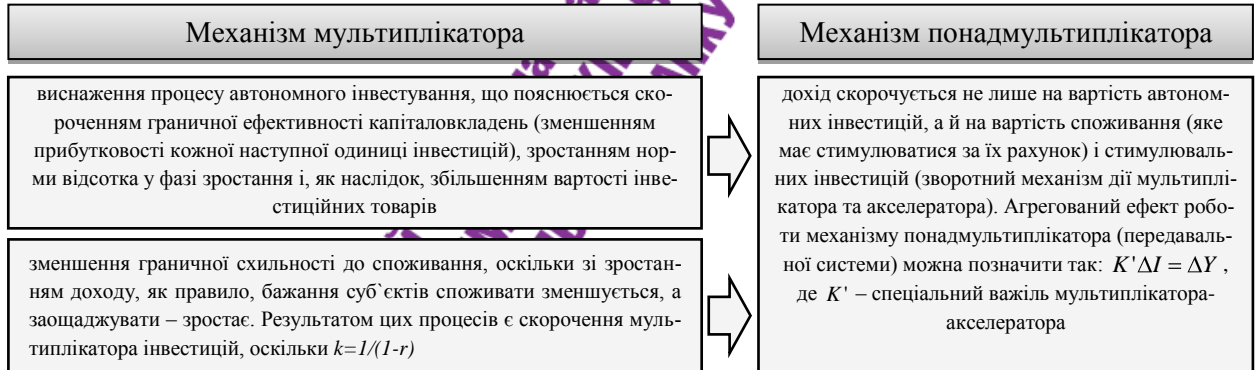 Механізм мультиплікатора
виснаження процесу автономного інвестування, що пояснюється ско-
роченням граничної ефективності капіталовкладень (зменшенням
прибутковості кожної наступної одиниці інвестицій), зростанням нор-
ми відсотка у фазі зростання і, як наслідок, збільшенням вартості інве-
стиційних товарів
зменшення граничної схильності до споживання, оскільки зі зростан-
ням доходу, як правило, бажання суб`єктів споживати зменшується, а
заощаджувати – зростає. Результатом цих процесів є скорочення муль-
типлікатора інвестицій, оскільки k=1/(1-r)
Механізм понадмультиплікатора
дохід скорочується не лише на вартість автоном-
них інвестицій, а й на вартість споживання (яке
має стимулюватися за їх рахунок) і стимулюваль-
них інвестицій (зворотний механізм дії мультиплі-
катора та акселератора). Агрегований ефект робо-
ти механізму понадмультиплікатора (передаваль-
ної системи) можна позначити так: K'ΔI = ΔY ,
де K' – спеціальний важіль мультиплікатора-
акселератора